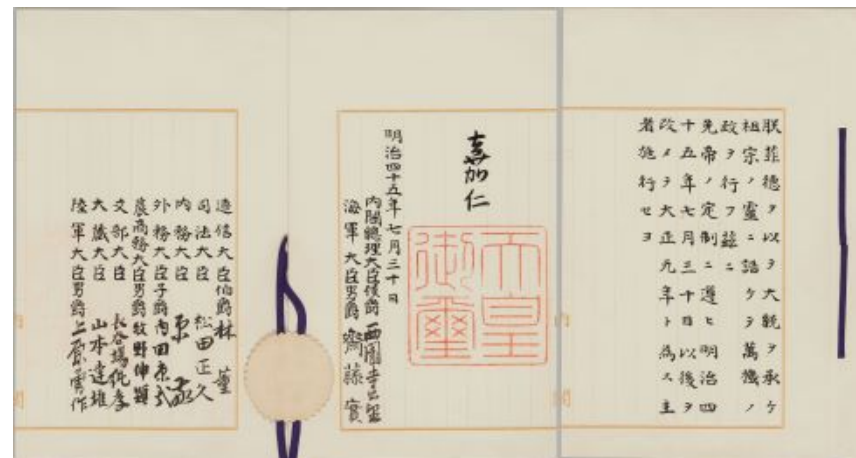 朕菲德ヲ以テ大統ヲ承ケ
祖宗ノ靈ニ誥ケテ萬機ノ
政ヲ行フ茲ニ
先帝ノ定制ニ遵ヒ明治四
十五年七月三十日以後ヲ
改メテ大正元年ト為ス主
者施行セヨ
嘉仁
天皇
御璽
明治四十五年七月三十日
内閣總理大臣侯爵 西園寺公望
海軍大臣男爵 齋藤實
遞信大臣伯爵 林董
司法大臣 松田正久
内務大臣 原敬
外務大臣子爵 内田康哉
農商務大臣男爵 牧野伸顯
文部大臣 長谷場純孝
大藏大臣 山本達雄
陸軍大臣男爵 上原勇作